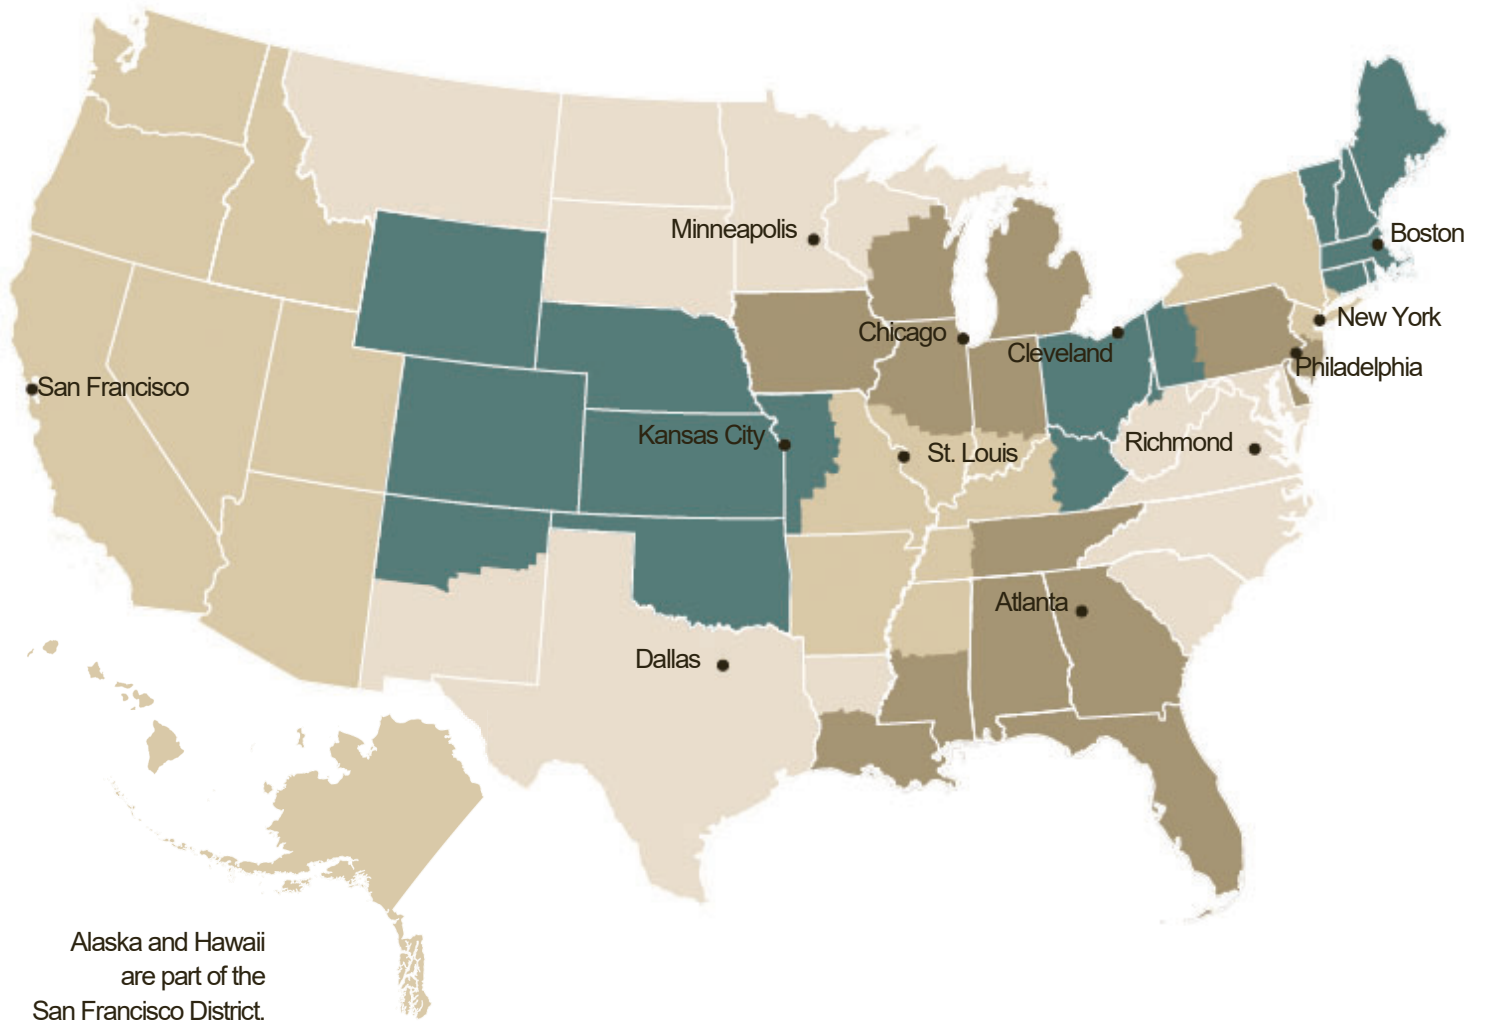 Minneapolis
Boston
Chicago
New York
Cleveland
Philadelphia
San Francisco
Kansas City
St. Louis
Richmond
Atlanta
Dallas
Alaska and Hawaii
are part of the
San Francisco District.